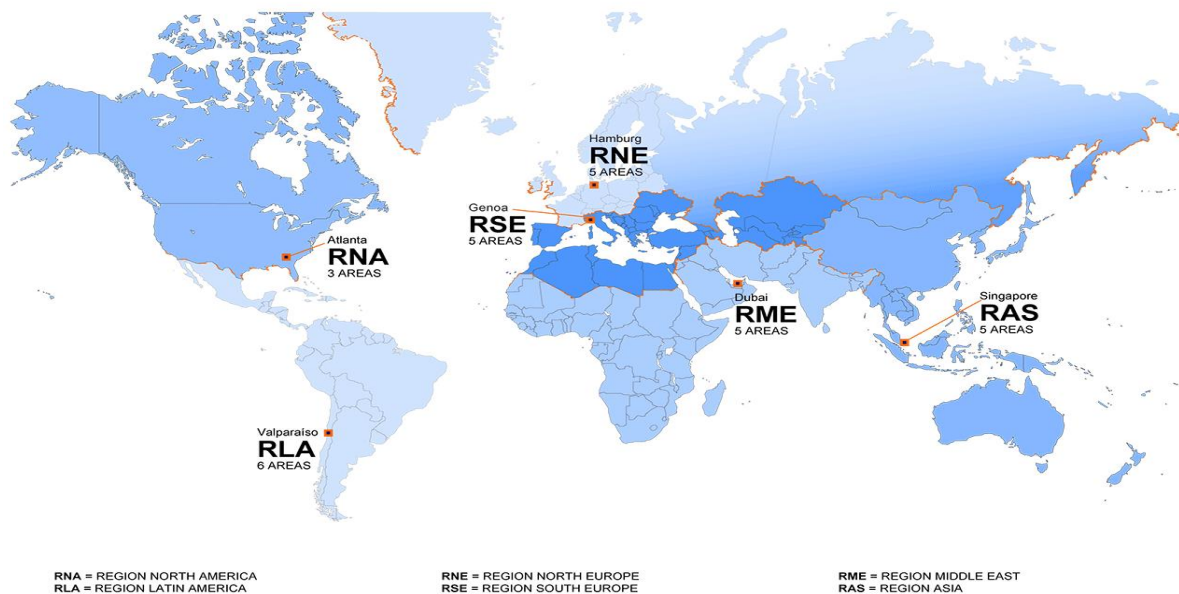 Hamburg
RNE
5 AREAS
Genoa
RSE
5 AREAS
Atlanta
RNA
3 AREAS
Dubai
RME
5 AREAS
Singapore
RAS
5 AREAS
Valparaíso
RLA
6 AREAS
RNA = REGION NORTH AMERICA
RLA = REGION LATIN AMERICA
RNE = REGION NORTH EUROPE
RSE = REGION SOUTH EUROPE
RME = REGION MIDDLE EAST
RAS = REGION ASIA